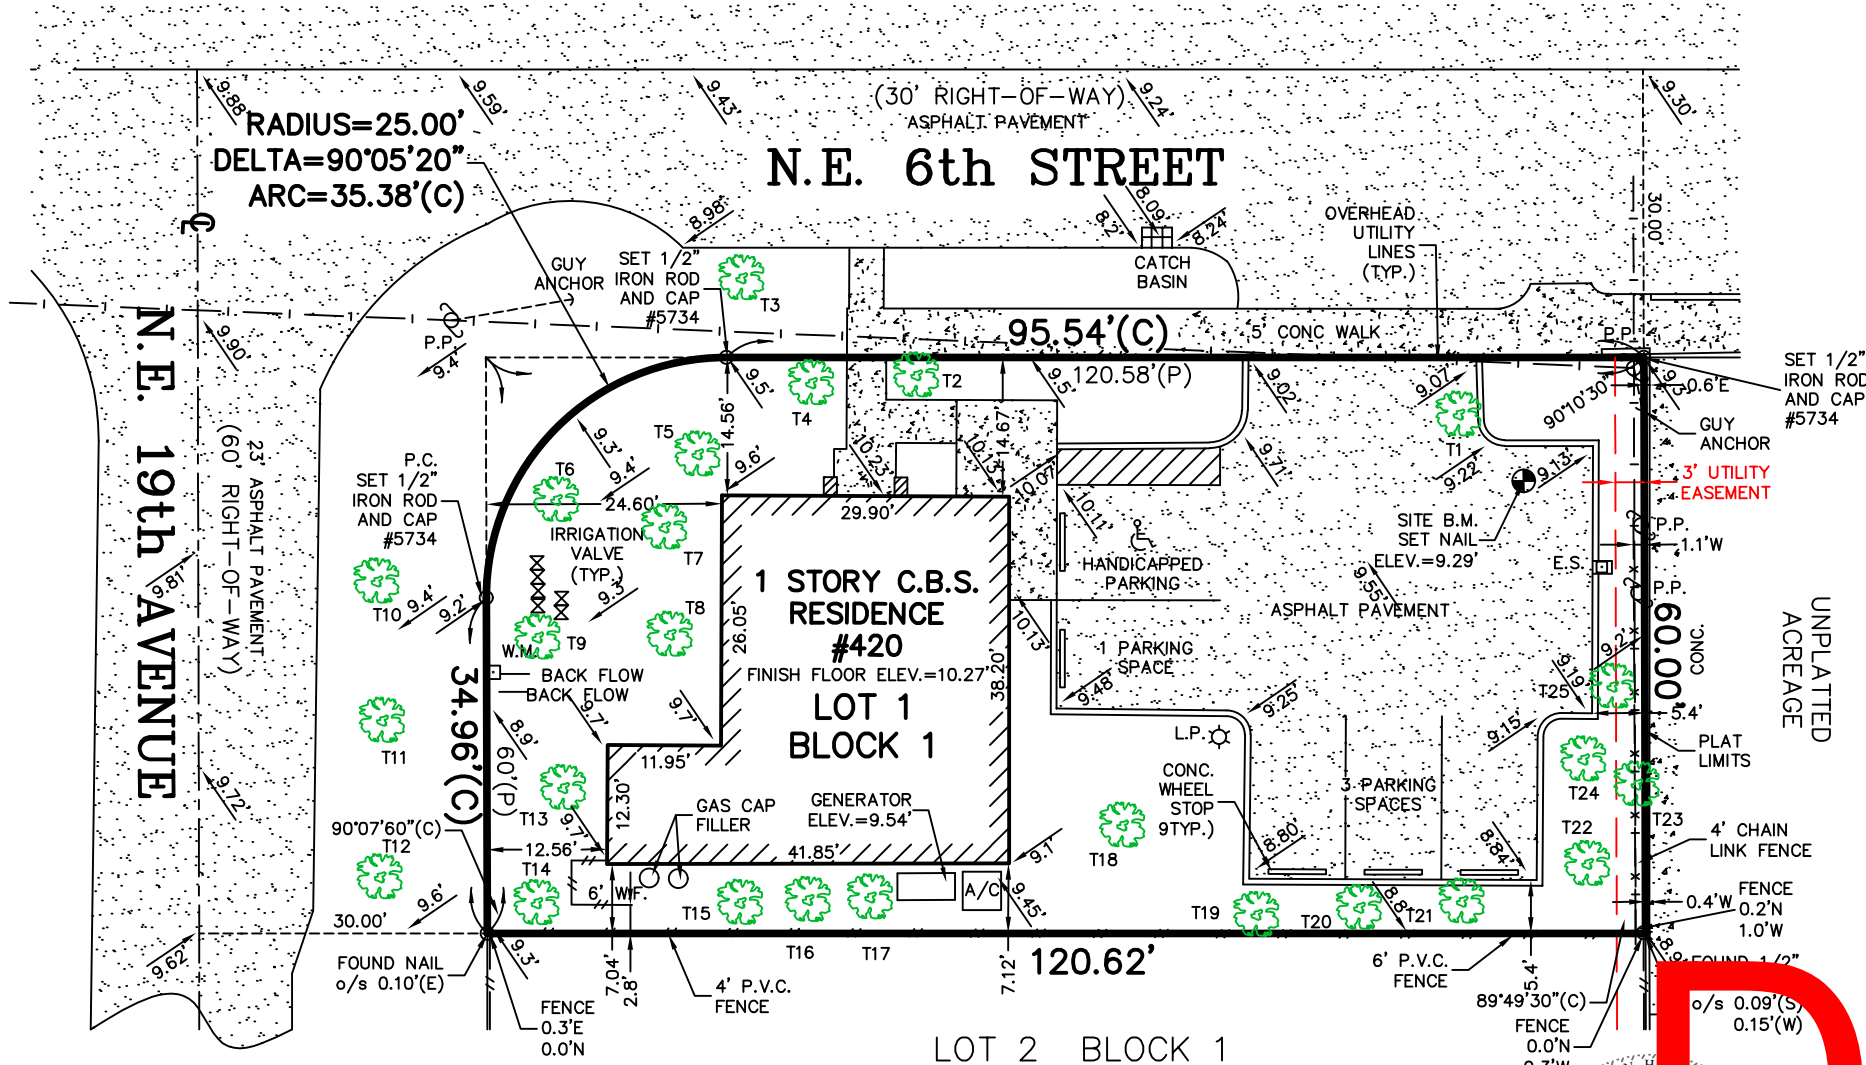 9.88'
9.59'
9.43'
(30' RIGHT-OF-WAY)
ASPHALT PAVEMENT
9.24'
9.30'
RADIUS=25.00'
DELTA=90°05'20"
ARC=35.38'(C)
N.E. 6th STREET
8.98'
8.2'
8.09'
8.24'
CATCH
BASIN
OVERHEAD
UTILITY
LINES
(TYP.)
30.00'
GUY
ANCHOR
SET 1/2"
IRON ROD
AND CAP
#5734
T3
P.P.
9.4'
N.E. 19th AVENUE
9.90'
23' ASPHALT PAVEMENT
(60' RIGHT-OF-WAY)
9.81'
9.72'
9.62'
95.54'(C)
5' CONC WALK
120.58'(P)
P.P.
SET 1/2"
IRON ROD
AND CAP
#5734
0.6'E
90°10'30"
9.3'
GUY
ANCHOR
3' UTILITY
EASEMENT
9.5'
T4
T2
9.5'
9.02'
9.07'
T1
9.22'
9.13'
14.56'
14.67'
T5
9.3'
9.4'
9.6'
T6
24.60'
10.23'
10.13'
10.07'
9.71'
29.90'
10.11'
P.C.
SET 1/2"
IRON ROD
AND CAP
#5734
IRRIGATION
VALVE
(TYP.)
T7
9.3'
T8
T9
T10
9.4'
9.2'
HANDICAPPED
PARKING
SITE B.M.
SET NAIL
ELEV.=9.29'
E.S.
P.P.
1.1'W
P.P.
9.55'
ASPHALT PAVEMENT
1 STORY C.B.S.
RESIDENCE
#420
FINISH FLOOR ELEV.=10.27'
LOT 1
BLOCK 1
26.05'
38.20'
10.13'
1 PARKING
SPACE
9.48'
9.25'
9.2'
9.19'
T25
60.00'
CONC.
UNPLATTED
ACREAGE
5.4'
9.15'
W.M.
BACK FLOW
BACK FLOW
34.96'(C)
60'(P)
8.9'
9.7'
9.7'
T11
11.95'
12.30'
L.P.
CONC.
WHEEL
STOP
9TYP.)
3 PARKING
SPACES
PLAT
LIMITS
T24
T23
T22
4' CHAIN
LINK FENCE
T13
9.7'
GAS CAP
FILLER
GENERATOR
ELEV.=9.54'
90°07'60"(C)
T12
12.56'
41.85'
9.1'
T18
8.80'
8.84'
T14
6' W.F.
T15
T16
T17
A/C
9.45'
T19
T20
8.8'
T21
0.4'W
FENCE
0.2'N
1.0'W
9.6'
30.00'
9.3'
FOUND NAIL
o/s 0.10'(E)
7.04'
2.8'
4' P.V.C.
FENCE
7.12'
120.62'
6' P.V.C.
FENCE
5.4'
89°49'30"(C)
FOUND 1/2"
o/s 0.09'(S)
0.15'(W)
FENCE
0.3'E
0.0'N
FENCE
0.0'N
LOT 2 BLOCK 1